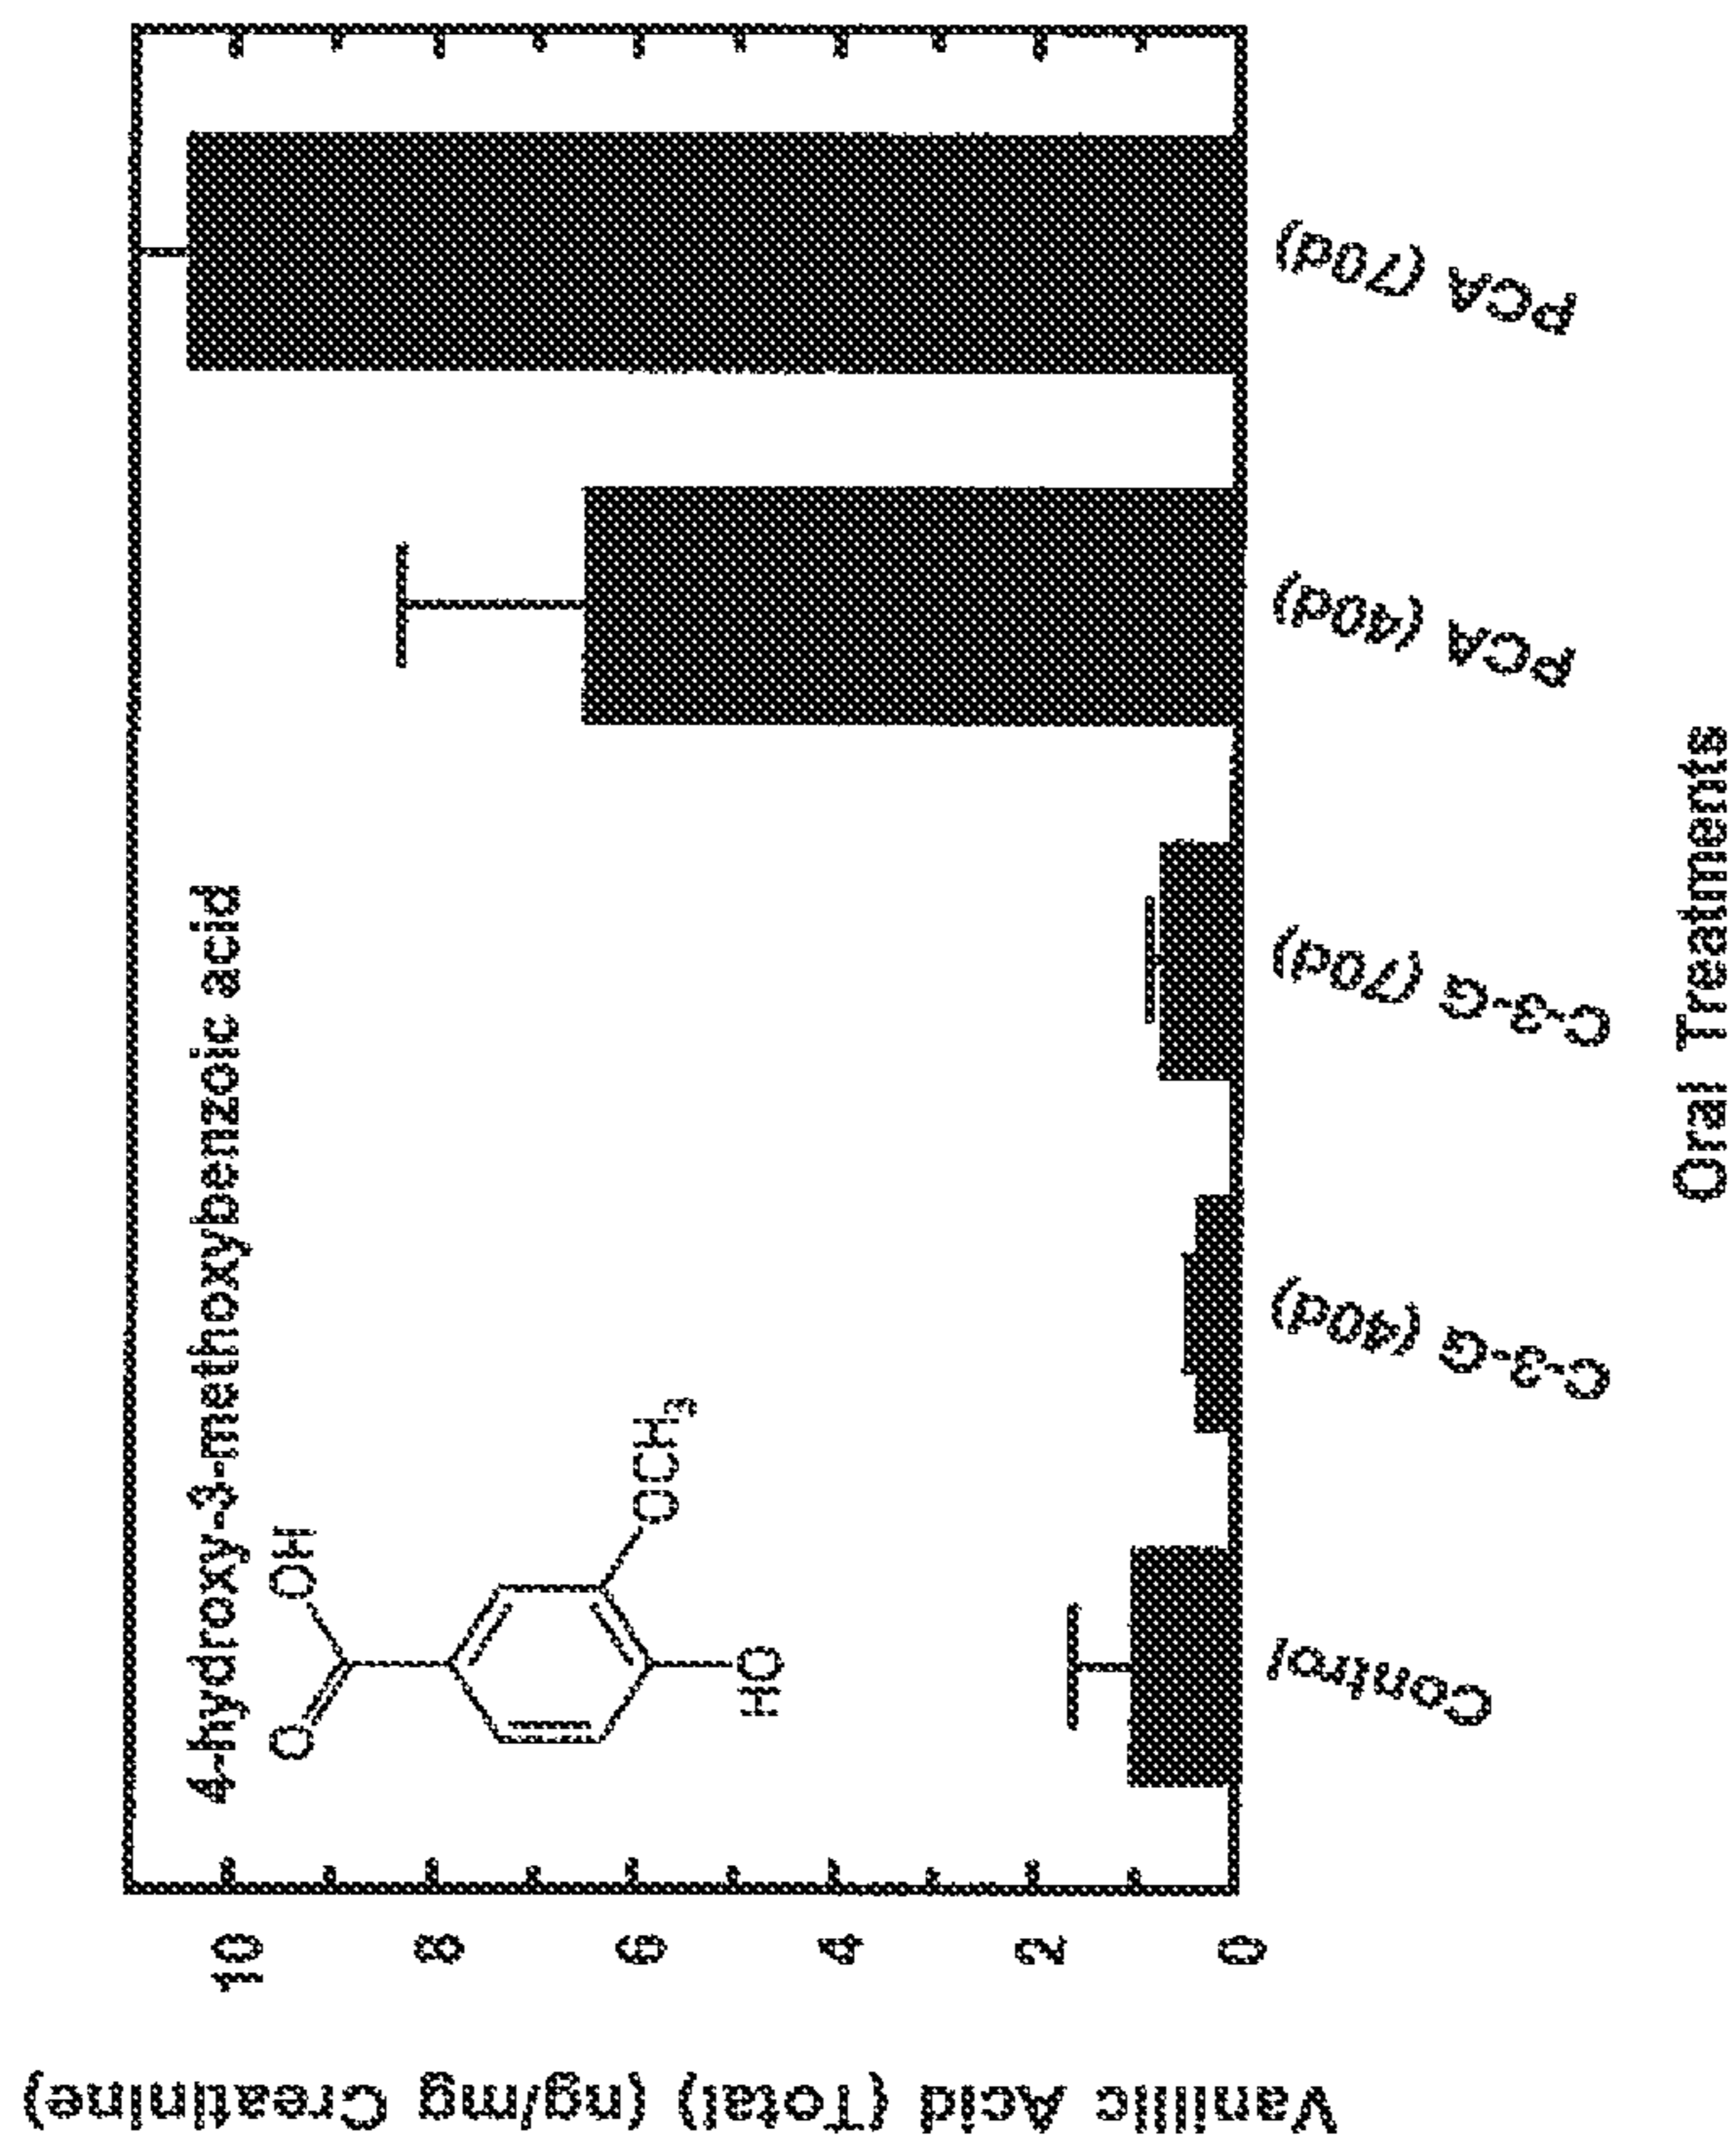 Vanillic Acid (Total) (ng/mg Creatinine)
10
8
6
4
2
0
4-hydroxy-3-methoxybenzoic acid
O
OH
OCH3
HO
Control
C-3-G (40d)
C-3-G (70d)
PCA (40d)
PCA (70d)
Oral Treatments